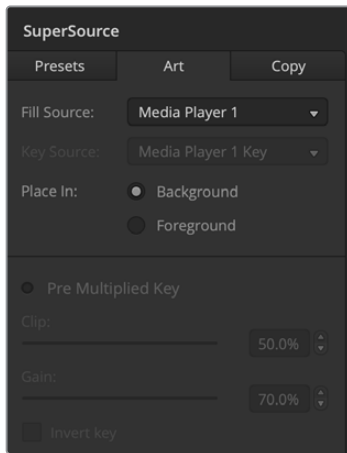 SuperSource
Presets Art Copy
Fill Source: Media Player 1
Key Source: Media Player 1 Key
Place In: Background
Foreground
Pre Multiplied Key
Clip:
50.0%
Gain:
70.0%
Invert key